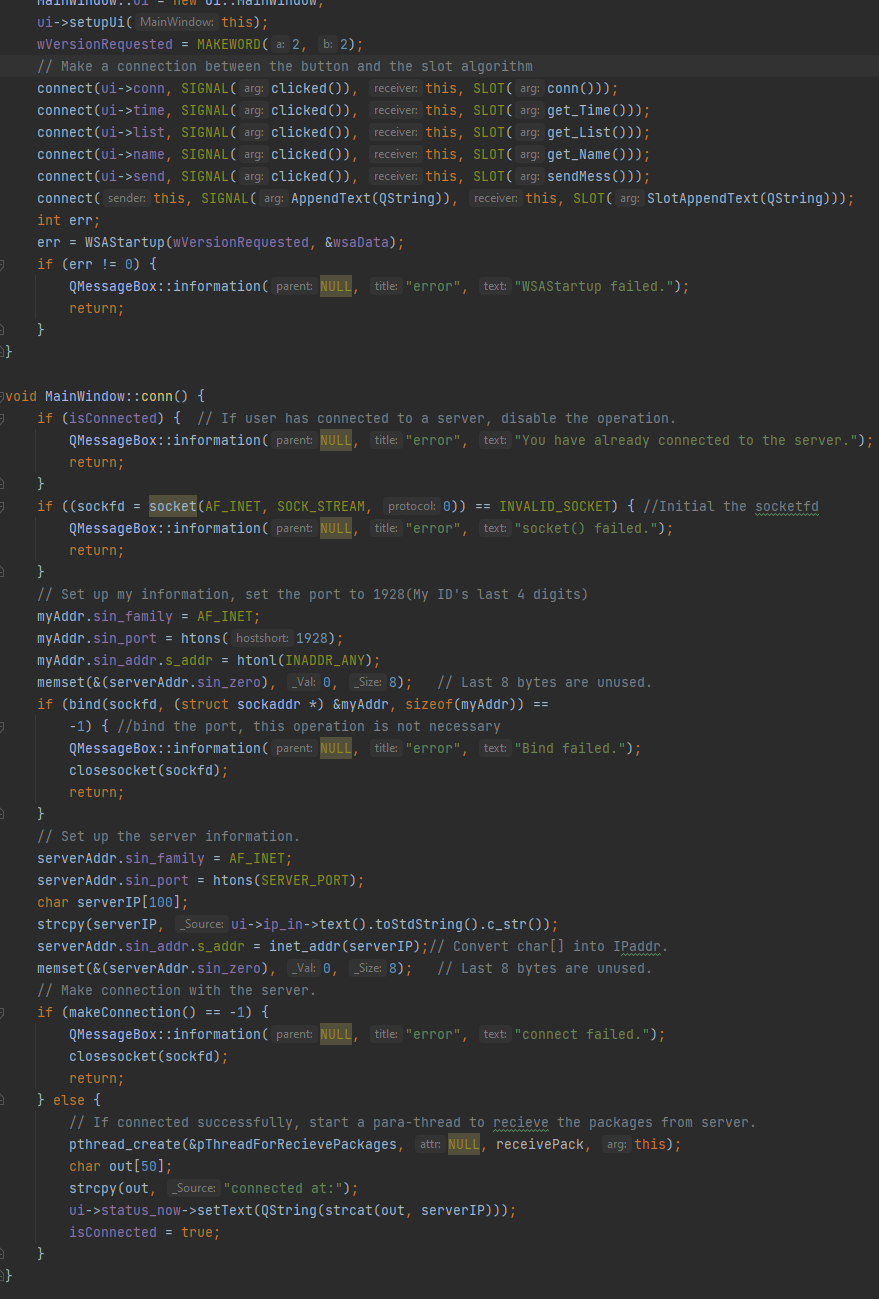 MainWindow::ui = new Ui::MainWindow;
    ui->setupUi( MainWindow: this);
    wVersionRequested = MAKEWORD( a: 2, b: 2);
    // Make a connection between the button and the slot algorithm
    connect(ui->conn, SIGNAL( arg: clicked()), receiver: this, SLOT( arg: conn()));
    connect(ui->time, SIGNAL( arg: clicked()), receiver: this, SLOT( arg: get_Time()));
    connect(ui->list, SIGNAL( arg: clicked()), receiver: this, SLOT( arg: get_List()));
    connect(ui->name, SIGNAL( arg: clicked()), receiver: this, SLOT( arg: get_Name()));
    connect(ui->send, SIGNAL( arg: clicked()), receiver: this, SLOT( arg: sendMess()));
    connect( sender: this, SIGNAL( arg: AppendText(QString)), receiver: this, SLOT( arg: SlotAppendText(QString)));
    int err;
    err = WSAStartup(wVersionRequested, &wsaData);
    if (err != 0) {
        QMessageBox::information( parent: NULL, title: "error", text: "WSAStartup failed.");
        return;
    }
}
void MainWindow::conn() {
    if (isConnected) {  // If user has connected to a server, disable the operation.
        QMessageBox::information( parent: NULL, title: "error", text: "You have already connected to the server.");
        return;
    }
    if ((sockfd = socket(AF_INET, SOCK_STREAM, protocol: 0)) == INVALID_SOCKET) { //Initial the socketfd
        QMessageBox::information( parent: NULL, title: "error", text: "socket() failed.");
        return;
    }
    // Set up my information, set the port to 1928(My ID's last 4 digits)
    myAddr.sin_family = AF_INET;
    myAddr.sin_port = htons( hostshort: 1928);
    myAddr.sin_addr.s_addr = htonl(INADDR_ANY);
    memset(&(serverAddr.sin_zero), _Val: 0, _Size: 8);   // Last 8 bytes are unused.
    if (bind(sockfd, (struct sockaddr *) &myAddr, sizeof(myAddr)) ==
        -1) { //bind the port, this operation is not necessary
        QMessageBox::information( parent: NULL, title: "error", text: "Bind failed.");
        closesocket(sockfd);
        return;
    }
    // Set up the server information.
    serverAddr.sin_family = AF_INET;
    serverAddr.sin_port = htons(SERVER_PORT);
    char serverIP[100];
    strcpy(serverIP, _Source: ui->ip_in->text().toStdString().c_str());
    serverAddr.sin_addr.s_addr = inet_addr(serverIP);// Convert char[] into IPaddr.
    memset(&(serverAddr.sin_zero), _Val: 0, _Size: 8);   // Last 8 bytes are unused.
    // Make connection with the server.
    if (makeConnection() == -1) {
        QMessageBox::information( parent: NULL, title: "error", text: "connect failed.");
        closesocket(sockfd);
        return;
    } else {
        // If connected successfully, start a para-thread to recieve the packages from server.
        pthread_create(&pThreadForRecievePackages, attr: NULL, receivePack, arg: this);
        char out[50];
        strcpy(out, _Source: "connected at:");
        ui->status_now->setText(QString(strcat(out, serverIP)));
        isConnected = true;
    }
}